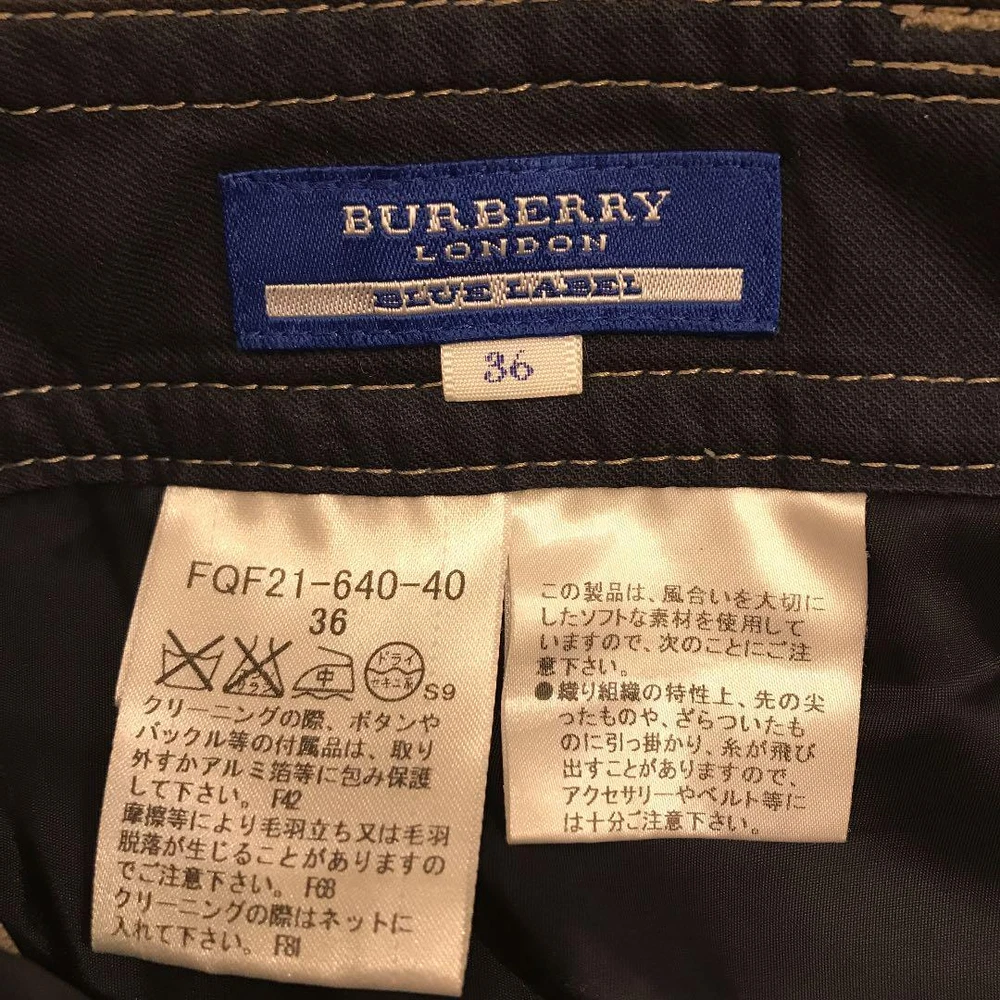 BURBERRY
LONDON
BLUE LABEL
36
FQF21-640-40
36
中
ドライ
セキユ系
S9
クリーニングの際、ボタンや
バックル等の付属品は、取り
外すかアルミ箔等に包み保護
して下さい。 F42
摩擦等により毛羽立ち又は毛羽
脱落が生じることがありますの
でご注意下さい。 F68
クリーニングの際はネットに
入れて下さい。 F81
この製品は、風合いを大切に
したソフトな素材を使用して
いますので、次のことにご注
意下さい。
●織り組織の特性上、先の尖
ったものや、ざらついたも
のに引っ掛かり、糸が飛び
出すことがありますので、
アクセサリーやベルト等に
は十分ご注意下さい。